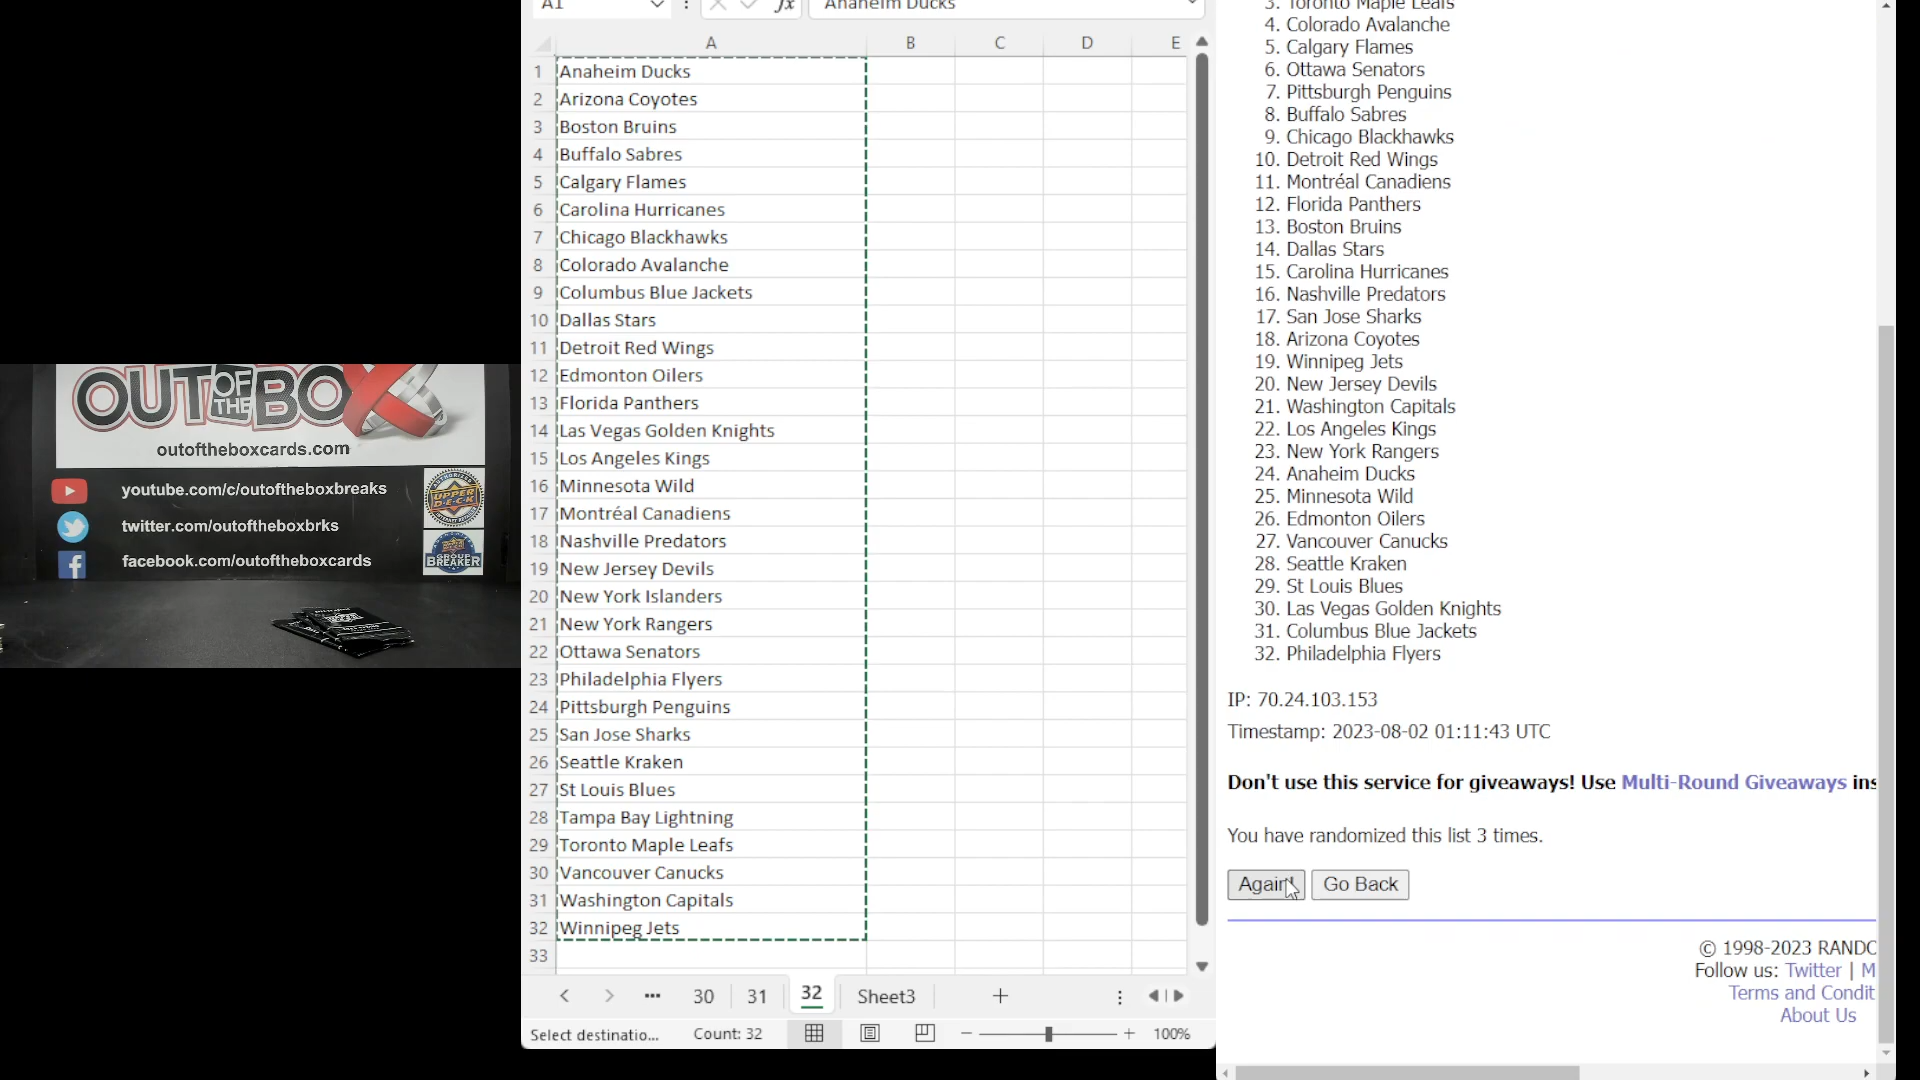 OUT OF THE BOX
outoftheboxcards.com
youtube.com/c/outoftheboxbreaks
twitter.com/outoftheboxbrks
facebook.com/outoftheboxcards
UPPER DECK
GROUP BREAKER
A1
fx
Anaheim Ducks
A B C D E
1 Anaheim Ducks
2 Arizona Coyotes
3 Boston Bruins
4 Buffalo Sabres
5 Calgary Flames
6 Carolina Hurricanes
7 Chicago Blackhawks
8 Colorado Avalanche
9 Columbus Blue Jackets
10 Dallas Stars
11 Detroit Red Wings
12 Edmonton Oilers
13 Florida Panthers
14 Las Vegas Golden Knights
15 Los Angeles Kings
16 Minnesota Wild
17 Montréal Canadiens
18 Nashville Predators
19 New Jersey Devils
20 New York Islanders
21 New York Rangers
22 Ottawa Senators
23 Philadelphia Flyers
24 Pittsburgh Penguins
25 San Jose Sharks
26 Seattle Kraken
27 St Louis Blues
28 Tampa Bay Lightning
29 Toronto Maple Leafs
30 Vancouver Canucks
31 Washington Capitals
32 Winnipeg Jets
33
... 30 31 32 Sheet3 +
Select destinatio... Count: 32 100%
3. Toronto Maple Leafs
4. Colorado Avalanche
5. Calgary Flames
6. Ottawa Senators
7. Pittsburgh Penguins
8. Buffalo Sabres
9. Chicago Blackhawks
10. Detroit Red Wings
11. Montréal Canadiens
12. Florida Panthers
13. Boston Bruins
14. Dallas Stars
15. Carolina Hurricanes
16. Nashville Predators
17. San Jose Sharks
18. Arizona Coyotes
19. Winnipeg Jets
20. New Jersey Devils
21. Washington Capitals
22. Los Angeles Kings
23. New York Rangers
24. Anaheim Ducks
25. Minnesota Wild
26. Edmonton Oilers
27. Vancouver Canucks
28. Seattle Kraken
29. St Louis Blues
30. Las Vegas Golden Knights
31. Columbus Blue Jackets
32. Philadelphia Flyers
IP: 70.24.103.153
Timestamp: 2023-08-02 01:11:43 UTC
Don't use this service for giveaways! Use Multi-Round Giveaways ins
You have randomized this list 3 times.
Again! Go Back
© 1998-2023 RANDO
Follow us: Twitter | M
Terms and Condit
About Us